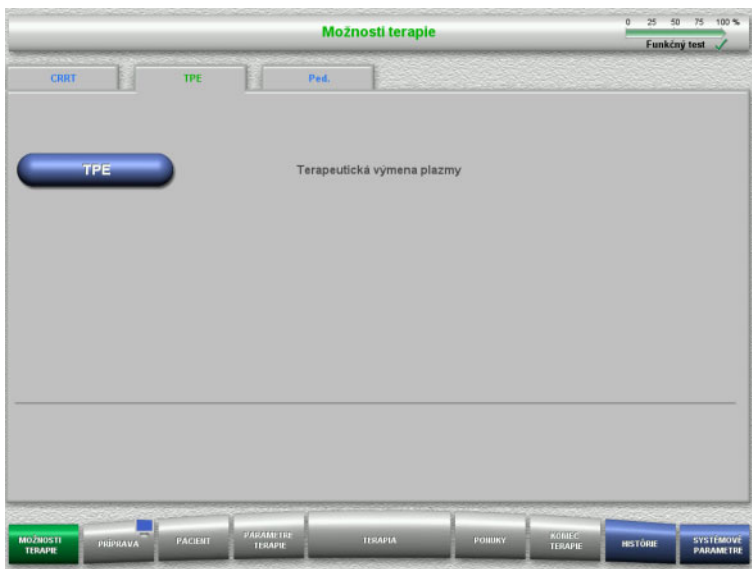 Možnosti terapie
0 25 50 75 100 %
Funkčný test
CRRT TPE Ped.
TPE Terapeutická výmena plazmy
MOŽNOSTI TERAPIE
PRÍPRAVA
PACIENT
PARAMETRE TERAPIE
TERAPIA
PONUKY
KONIEC TERAPIE
HISTÓRIE
SYSTÉMOVÉ PARAMETRE